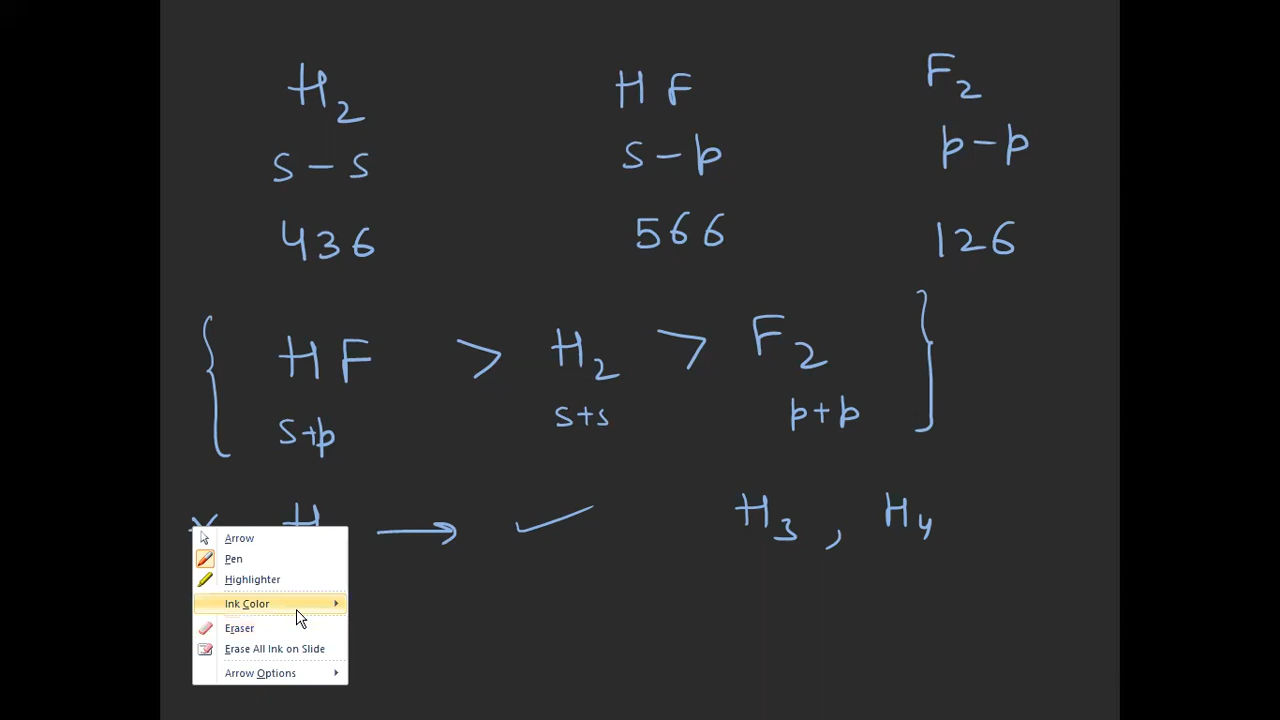 H2 HF F2
s-s s-p p-p
436 566 126
{ HF > H2 > F2 }
s+p s+s p+p
H → ✓ H3, H4
Arrow
Pen
Highlighter
Ink Color
Eraser
Erase All Ink on Slide
Arrow Options